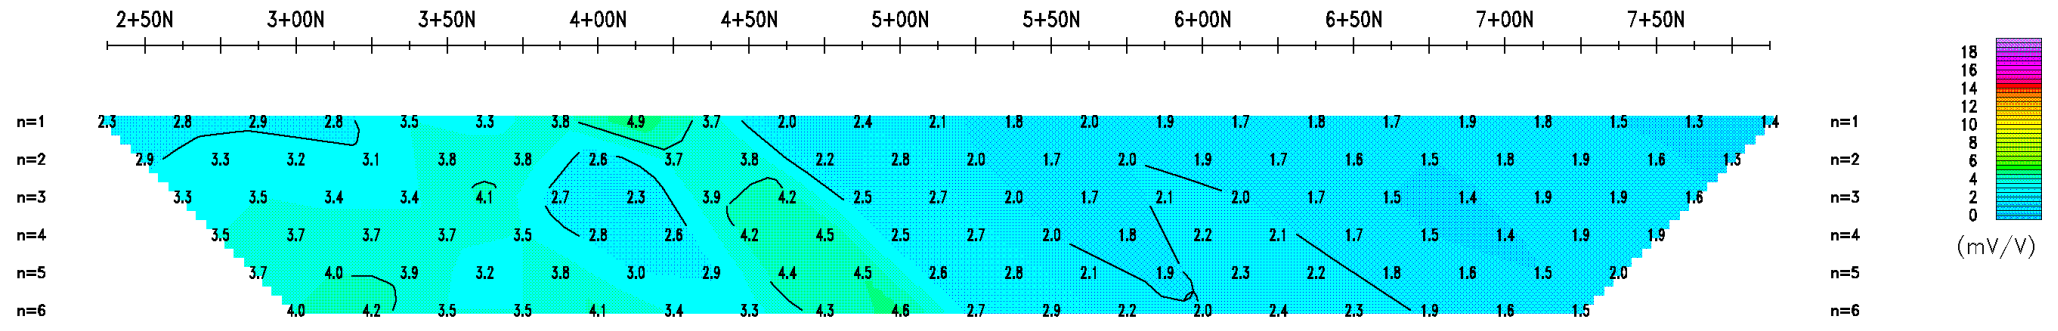 2+50N 3+00N 3+50N 4+00N 4+50N 5+00N 5+50N 6+00N 6+50N 7+00N 7+50N
18
16
14
12
10
8
6
4
2
0
(mV/V)
n=1 2.3 2.8 2.9 2.8 3.5 3.3 3.8 4.9 3.7 2.0 2.4 2.1 1.8 2.0 1.9 1.7 1.8 1.7 1.9 1.8 1.5 1.3 1.4 n=1
n=2 2.9 3.3 3.2 3.1 3.8 3.8 2.6 3.7 3.8 2.2 2.8 2.0 1.7 2.0 1.9 1.7 1.6 1.5 1.8 1.9 1.6 1.3 n=2
n=3 3.3 3.5 3.4 3.4 4.1 2.7 2.3 3.9 4.2 2.5 2.7 2.0 1.7 2.1 2.0 1.7 1.5 1.4 1.9 1.9 1.6 n=3
n=4 3.5 3.7 3.7 3.7 3.5 2.8 2.6 4.2 4.5 2.5 2.7 2.0 1.8 2.2 2.1 1.7 1.5 1.4 1.9 1.9 n=4
n=5 3.7 4.0 3.9 3.2 3.8 3.0 2.9 4.4 4.5 2.6 2.8 2.1 1.9 2.3 2.2 1.8 1.6 1.5 2.0 n=5
n=6 4.0 4.2 3.5 3.5 4.1 3.4 3.3 4.3 4.6 2.7 2.9 2.2 2.0 2.4 2.3 1.9 1.6 1.5 n=6